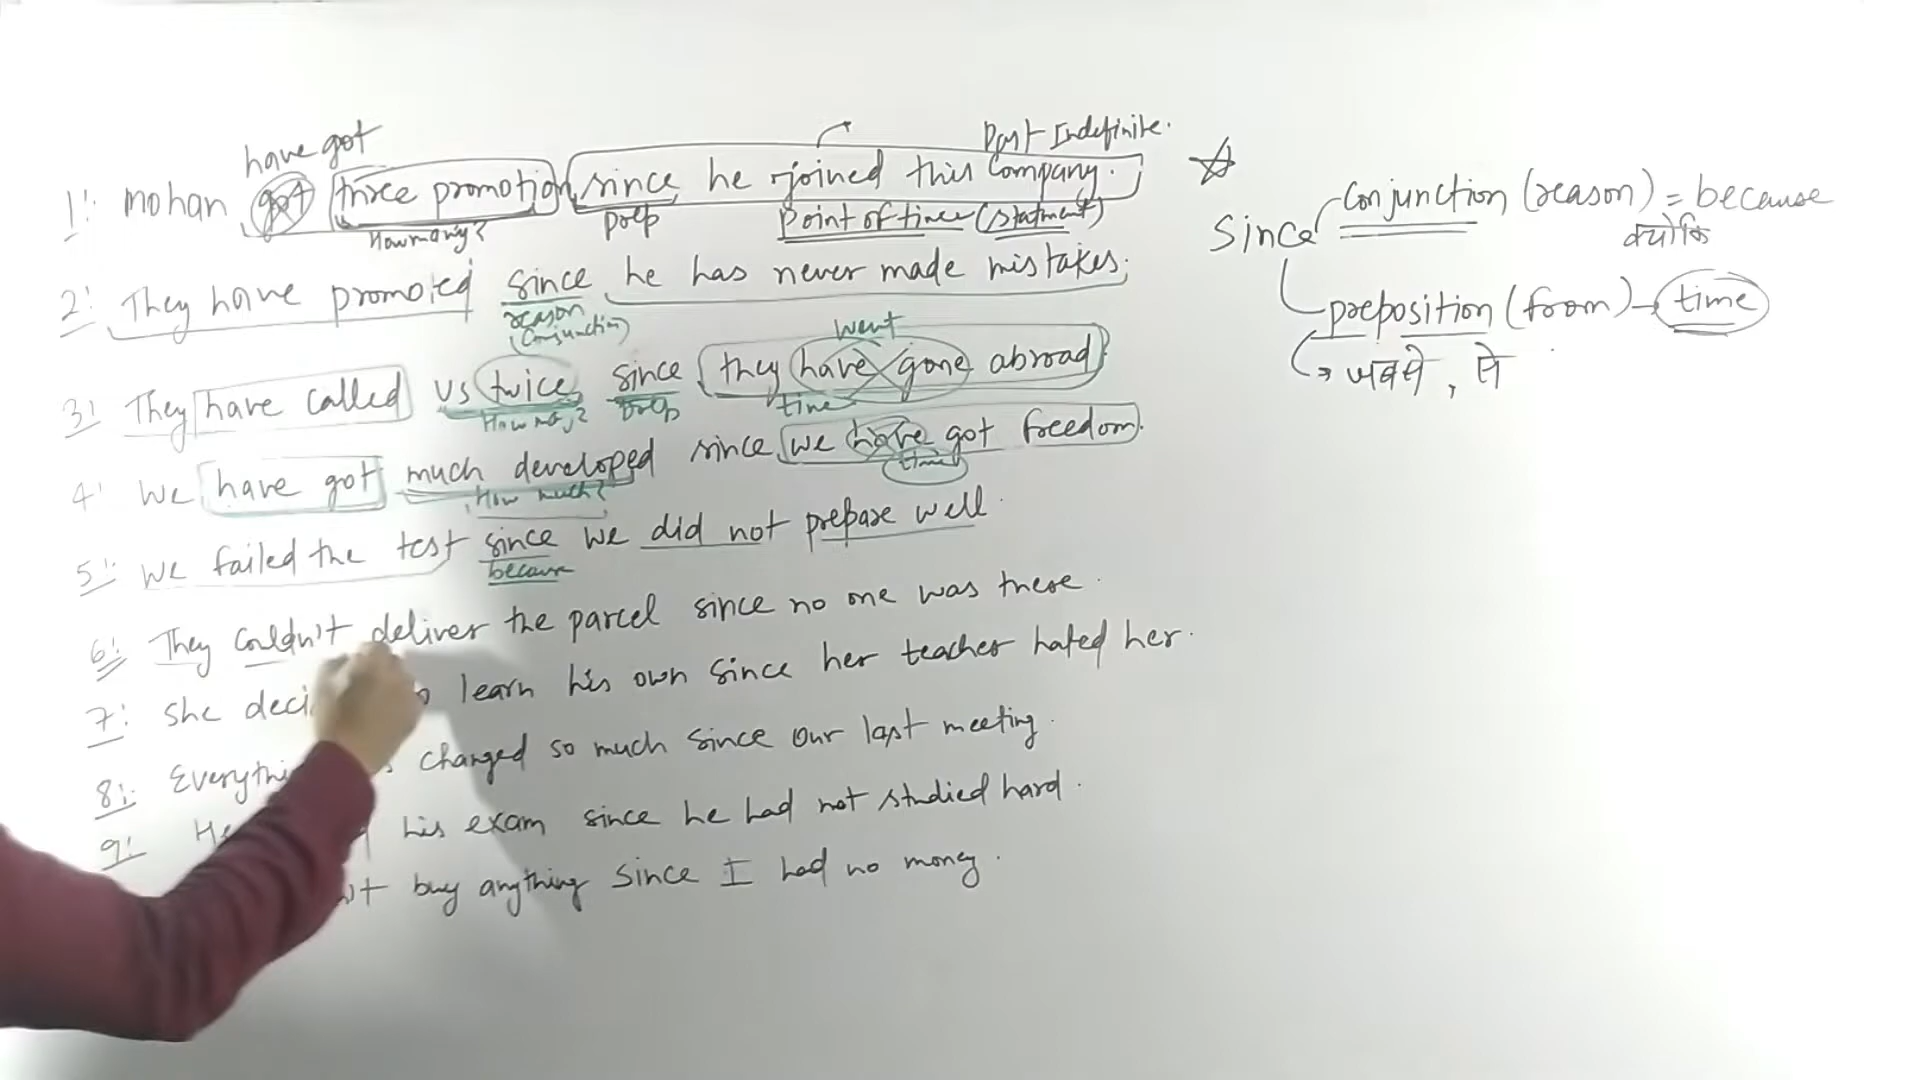 have got
Past Indefinite.
1: mohan got three promotion since he joined this Company.
How many? prep Point of time (statment)
2: They have promoted since he has never made mistakes.
reason
(Conjunction)
went
3: They have called us twice since they have gone abroad
How many? prep time
4: We have got much developed since we have got freedom.
How much? time
5: We failed the test since we did not prepare well.
because
6: They Couldn't deliver the parcel since no one was there.
7: She learn his own since her teacher hated her.
8: changed so much since our last meeting.
9: He his exam since he had not studied hard.
buy anything since I had no money.
Since
Conjunction (reason) = because
क्योंकि
preposition (from) → time
→ जबसे, से